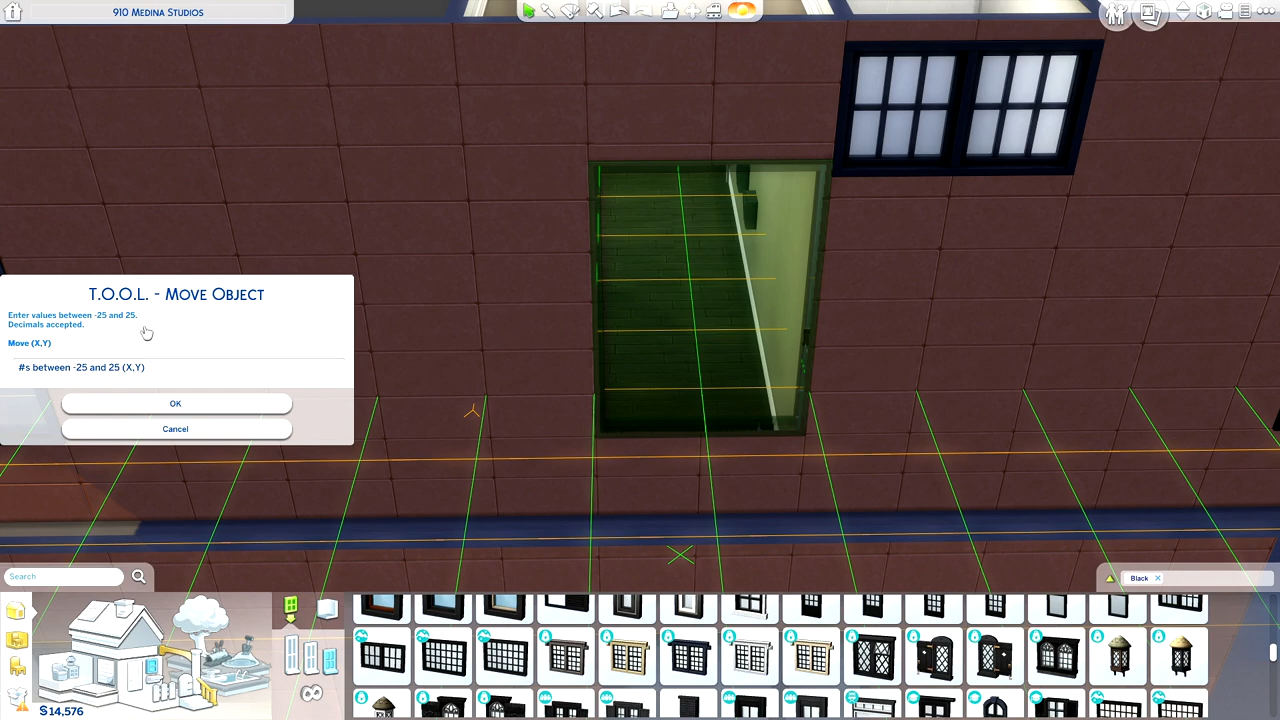 910 Medina Studios
T.O.O.L. - Move Object
Enter values between -25 and 25.
Decimals accepted.
Move (X,Y)
#s between -25 and 25 (X,Y)
OK
Cancel
Search
Black
§14,576